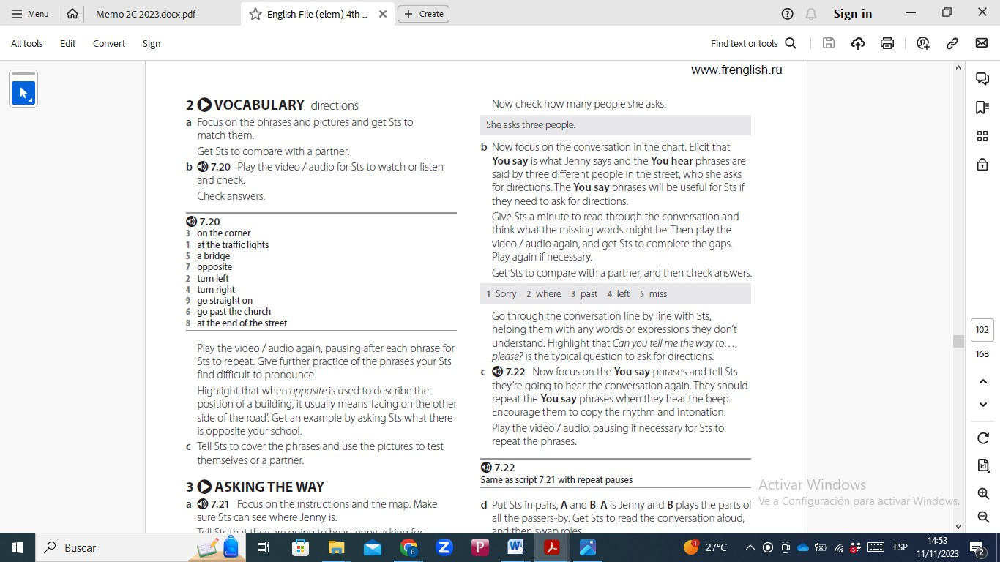 Menu
Memo 2C 2023.docx.pdf
English File (elem) 4th ...
Create
Sign in
All tools
Edit
Convert
Sign
Find text or tools
www.frenglish.ru
2 VOCABULARY directions
a Focus on the phrases and pictures and get Sts to
match them.
Get Sts to compare with a partner.
b 7.20 Play the video / audio for Sts to watch or listen
and check.
Check answers.
7.20
3 on the corner
1 at the traffic lights
5 a bridge
7 opposite
2 turn left
4 turn right
9 go straight on
6 go past the church
8 at the end of the street
Play the video / audio again, pausing after each phrase for
Sts to repeat. Give further practice of the phrases your Sts
find difficult to pronounce.
Highlight that when opposite is used to describe the
position of a building, it usually means 'facing on the other
side of the road'. Get an example by asking Sts what there
is opposite your school.
c Tell Sts to cover the phrases and use the pictures to test
themselves or a partner.
3 ASKING THE WAY
a 7.21 Focus on the instructions and the map. Make
sure Sts can see where Jenny is.
Tell Sts that they are going to hear Jenny asking for
Now check how many people she asks.
She asks three people.
b Now focus on the conversation in the chart. Elicit that
You say is what Jenny says and the You hear phrases are
said by three different people in the street, who she asks
for directions. The You say phrases will be useful for Sts if
they need to ask for directions.
Give Sts a minute to read through the conversation and
think what the missing words might be. Then play the
video / audio again, and get Sts to complete the gaps.
Play again if necessary.
Get Sts to compare with a partner, and then check answers.
1 Sorry 2 where 3 past 4 left 5 miss
Go through the conversation line by line with Sts,
helping them with any words or expressions they don't
understand. Highlight that Can you tell me the way to...,
please? is the typical question to ask for directions.
c 7.22 Now focus on the You say phrases and tell Sts
they're going to hear the conversation again. They should
repeat the You say phrases when they hear the beep.
Encourage them to copy the rhythm and intonation.
Play the video / audio, pausing if necessary for Sts to
repeat the phrases.
7.22
Same as script 7.21 with repeat pauses
d Put Sts in pairs, A and B. A is Jenny and B plays the parts of
all the passers-by. Get Sts to read the conversation aloud,
and then swap roles.
102
168
1:1
Activar Windows
Ve a Configuración para activar Windows.
Buscar
27°C
ESP
14:53
11/11/2023
2